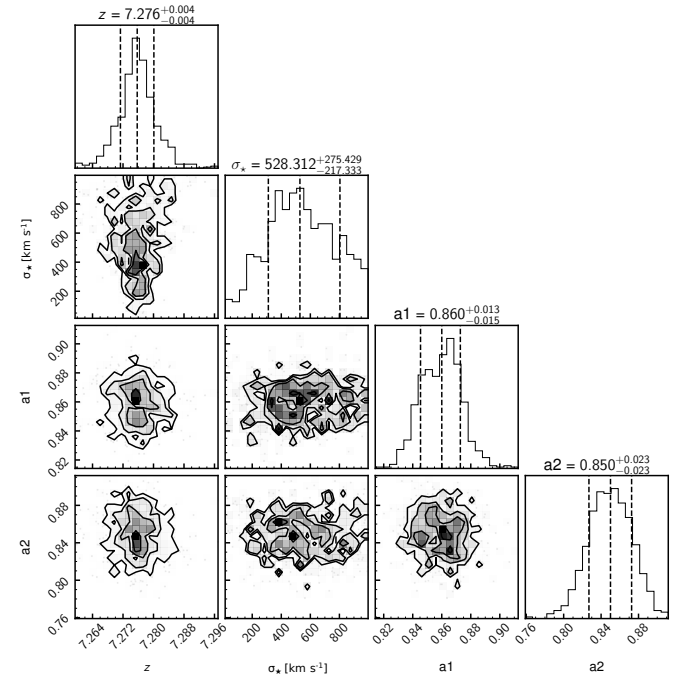 z = 7.276+0.004−0.004
σ⋆ = 528.312+275.429−217.333
800
600
400
200
σ⋆ [km s⁻¹]
a1 = 0.860+0.013−0.015
0.90
0.88
0.86
0.84
0.82
a1
a2 = 0.850+0.023−0.023
0.88
0.84
0.80
0.76
a2
7.264
7.272
7.280
7.288
7.296
200
400
600
800
0.82
0.84
0.86
0.88
0.90
0.76
0.80
0.84
0.88
z
σ⋆ [km s⁻¹]
a1
a2